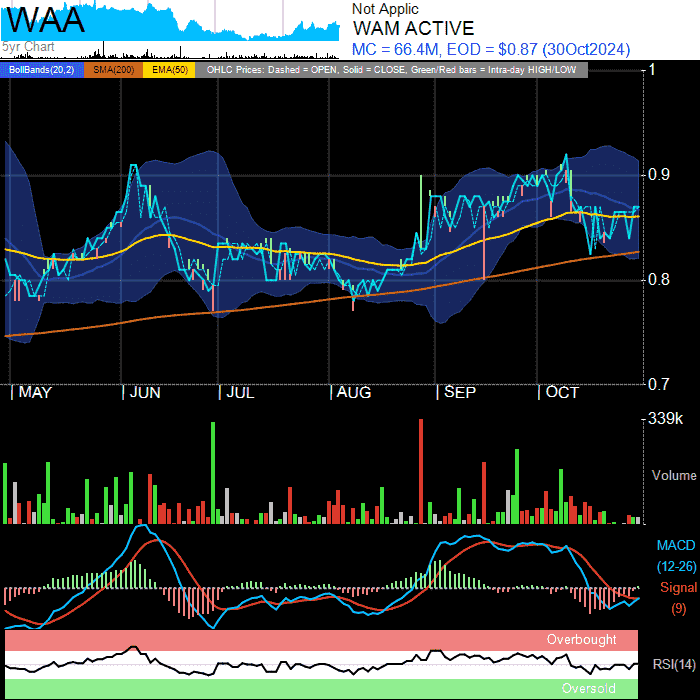 WAA
5yr Chart
Not Applic
WAM ACTIVE
MC = 66.4M, EOD = $0.87 (30Oct2024)
BollBands(20,2) SMA(200) EMA(50) OHLC Prices: Dashed = OPEN, Solid = CLOSE, Green/Red bars = Intra-day HIGH/LOW
1
0.9
0.8
0.7
MAY JUN JUL AUG SEP OCT
339k
Volume
MACD
(12-26)
Signal
(9)
Overbought
RSI(14)
Oversold